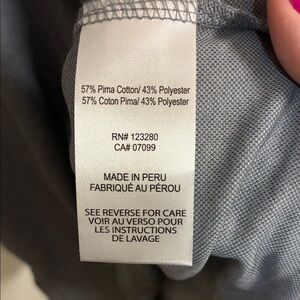 57% Pima Cotton/ 43% Polyester
57% Coton Pima/ 43% Polyester
RN# 123280
CA# 07099
MADE IN PERU
FABRIQUÉ AU PÉROU
SEE REVERSE FOR CARE
VOIR AU VERSO POUR
LES INSTRUCTIONS
DE LAVAGE